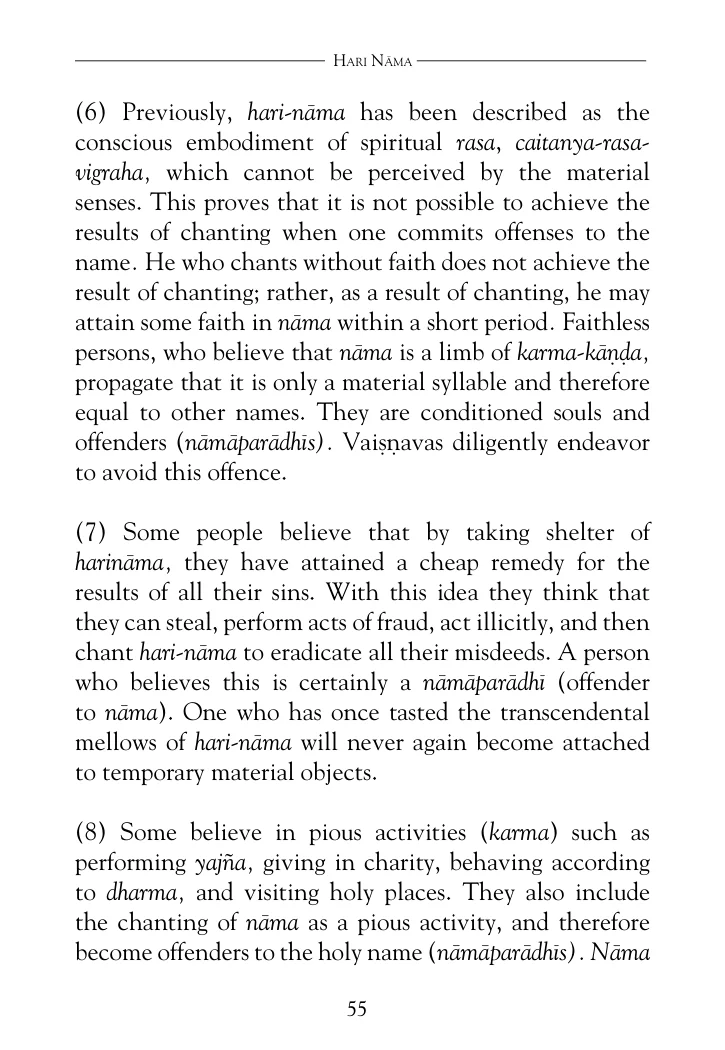 Hari Nāma
(6) Previously, hari-nāma has been described as the
conscious embodiment of spiritual rasa, caitanya-rasa-
vigraha, which cannot be perceived by the material
senses. This proves that it is not possible to achieve the
results of chanting when one commits offenses to the
name. He who chants without faith does not achieve the
result of chanting; rather, as a result of chanting, he may
attain some faith in nāma within a short period. Faithless
persons, who believe that nāma is a limb of karma-kāṇḍa,
propagate that it is only a material syllable and therefore
equal to other names. They are conditioned souls and
offenders (nāmāparādhīs). Vaiṣṇavas diligently endeavor
to avoid this offence.
(7) Some people believe that by taking shelter of
harināma, they have attained a cheap remedy for the
results of all their sins. With this idea they think that
they can steal, perform acts of fraud, act illicitly, and then
chant hari-nāma to eradicate all their misdeeds. A person
who believes this is certainly a nāmāparādhī (offender
to nāma). One who has once tasted the transcendental
mellows of hari-nāma will never again become attached
to temporary material objects.
(8) Some believe in pious activities (karma) such as
performing yajña, giving in charity, behaving according
to dharma, and visiting holy places. They also include
the chanting of nāma as a pious activity, and therefore
become offenders to the holy name (nāmāparādhīs). Nāma
55